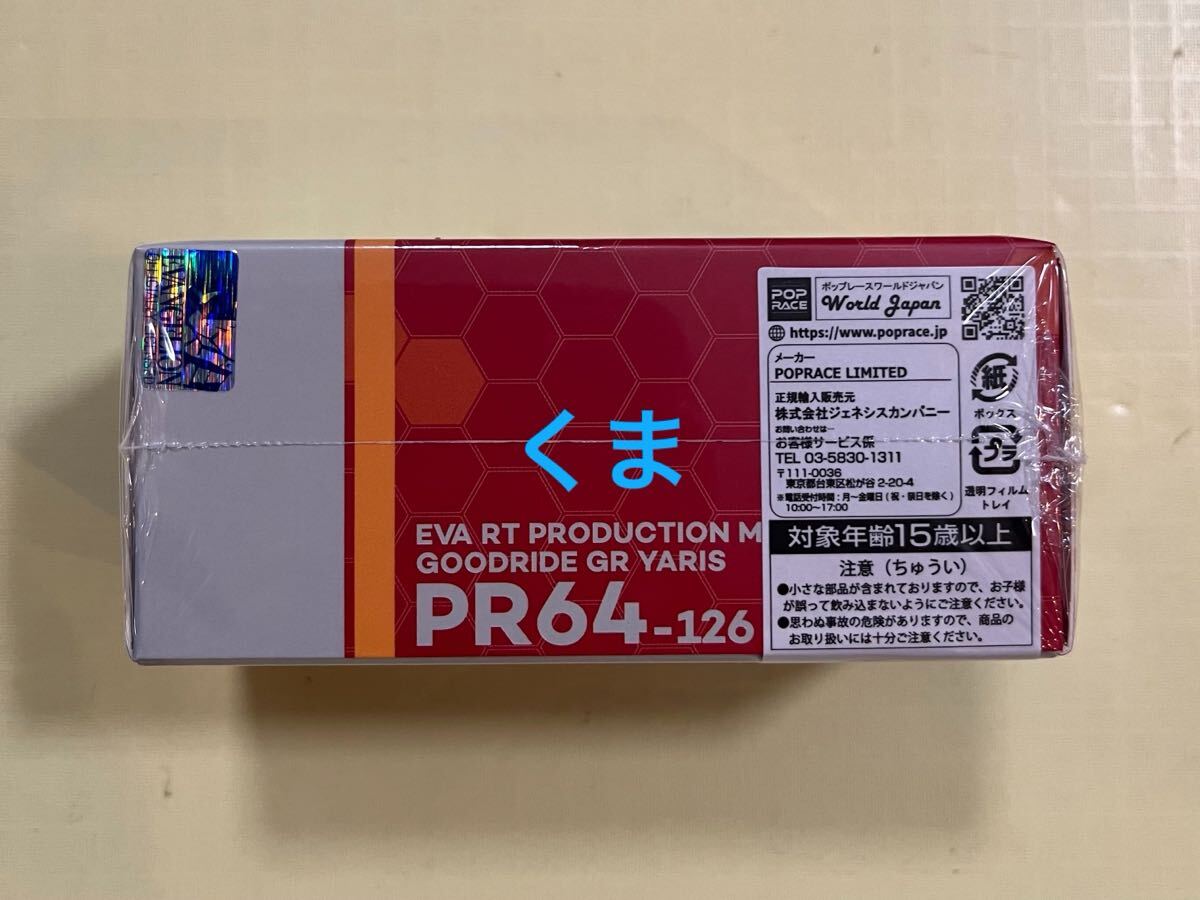 EVANGELION
POP
RACE
ポップレースワールドジャパン
World Japan
https://www.poprace.jp
メーカー
POPRACE LIMITED
正規輸入販売元
株式会社ジェネシスカンパニー
お問い合わせは…
お客様サービス係
TEL 03-5830-1311
〒111-0036
東京都台東区松が谷2-20-4
※電話受付時間：月～金曜日(祝・祭日を除く)
10:00~17:00
紙
ボックス
プラ
透明フィルム
トレイ
対象年齢15歳以上
注意（ちゅうい）
●小さな部品が含まれておりますので、お子様
が誤って飲み込まないようにご注意ください。
●思わぬ事故の危険がありますので、商品の
お取り扱いには十分ご注意ください。
くま
EVA RT PRODUCTION M
GOODRIDE GR YARIS
PR64-126